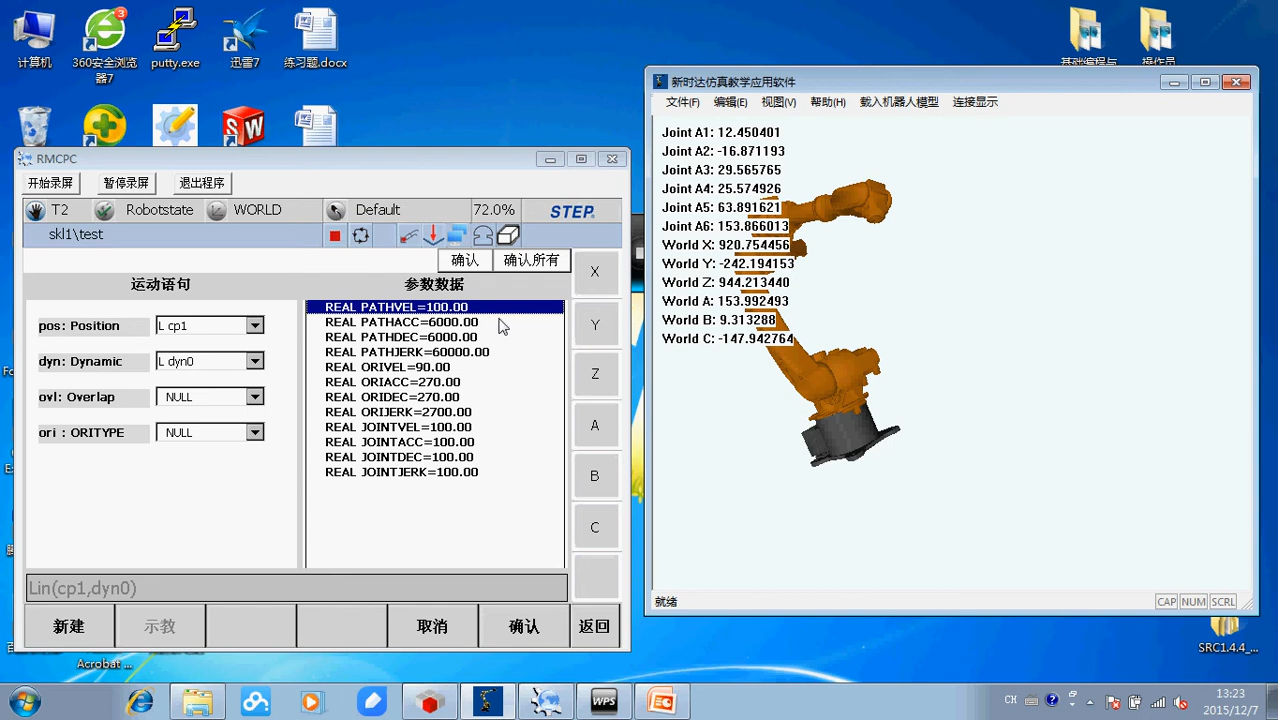 计算机
360安全浏览
器7
putty.exe
迅雷7
练习题.docx
基础编程与
操作员
RMCPC
开始录屏
暂停录屏
退出程序
T2
Robotstate
WORLD
Default
72.0%
STEP
skl1\test
确认
确认所有
运动语句
参数数据
pos: Position
L cp1
dyn: Dynamic
L dyn0
ovl: Overlap
NULL
ori : ORITYPE
NULL
REAL PATHVEL=100.00
REAL PATHACC=6000.00
REAL PATHDEC=6000.00
REAL PATHJERK=60000.00
REAL ORIVEL=90.00
REAL ORIACC=270.00
REAL ORIDEC=270.00
REAL ORIJERK=2700.00
REAL JOINTVEL=100.00
REAL JOINTACC=100.00
REAL JOINTDEC=100.00
REAL JOINTJERK=100.00
X
Y
Z
A
B
C
Lin(cp1,dyn0)
新建
示教
取消
确认
返回
Acrobat ...
新时达仿真教学应用软件
文件(F)
编辑(E)
视图(V)
帮助(H)
载入机器人模型
连接显示
Joint A1: 12.450401
Joint A2: -16.871193
Joint A3: 29.565765
Joint A4: 25.574926
Joint A5: 63.891621
Joint A6: 153.866013
World X: 920.754456
World Y: -242.194153
World Z: 944.213440
World A: 153.992493
World B: 9.313288
World C: -147.942764
就绪
CAP
NUM
SCRL
SRC1.4.4_...
WPS
CH
13:23
2015/12/7